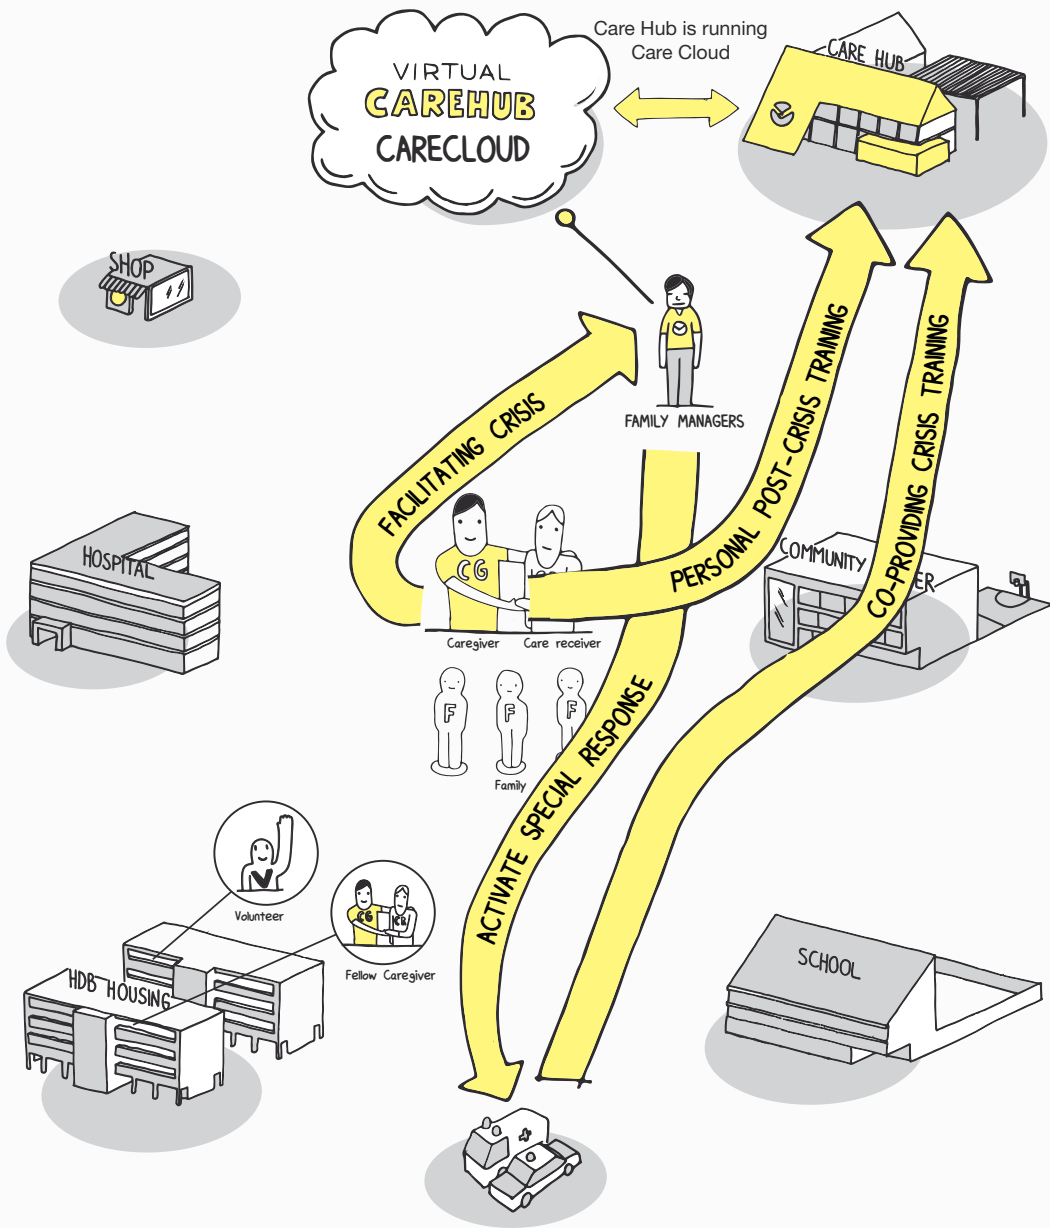 Care Hub is running
Care Cloud
VIRTUAL
CAREHUB
CARECLOUD
CARE HUB
SHOP
FAMILY MANAGERS
FACILITATING CRISIS
PERSONAL POST-CRISIS TRAINING
CO-PROVIDING CRISIS TRAINING
HOSPITAL
CG
COMMUNITY
ER
Caregiver
Care receiver
F
F
F
Family
ACTIVATE SPECIAL RESPONSE
V
Volunteer
CG
CR
Fellow Caregiver
HDB HOUSING
SCHOOL